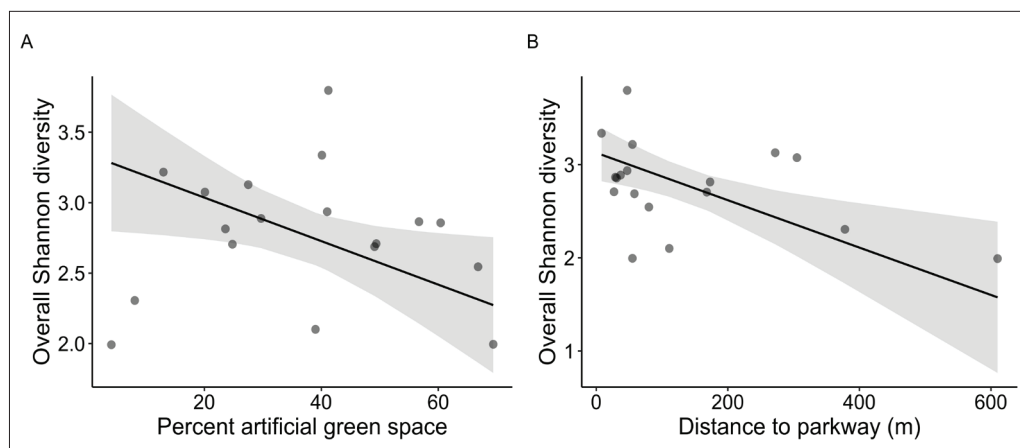 A
Overall Shannon diversity
3.5
3.0
2.5
2.0
20
40
60
Percent artificial green space
B
Overall Shannon diversity
3
2
1
0
200
400
600
Distance to parkway (m)